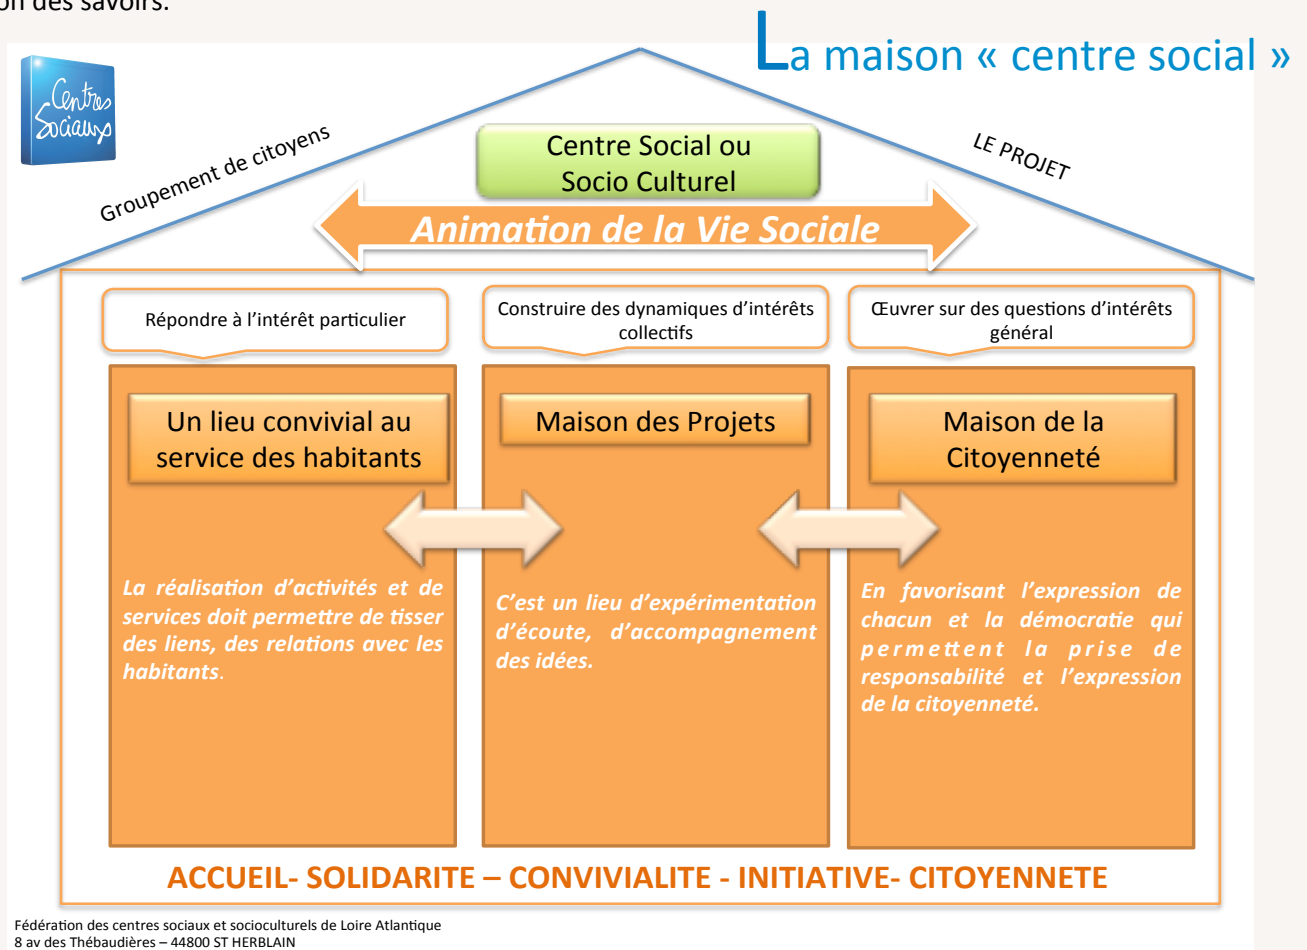 on des savoirs.
La maison « centre social »
Centres
Sociaux
Groupement de citoyens
LE PROJET
Centre Social ou
Socio Culturel
Animation de la Vie Sociale
Répondre à l’intérêt particulier
Construire des dynamiques d’intérêts
collectifs
Œuvrer sur des questions d’intérêts
général
Un lieu convivial au
service des habitants
Maison des Projets
Maison de la
Citoyenneté
La réalisation d’activités et de
services doit permettre de tisser
des liens, des relations avec les
habitants.
C’est un lieu d’expérimentation
d’écoute, d’accompagnement
des idées.
En favorisant l’expression de
chacun et la démocratie qui
permettent la prise de
responsabilité et l’expression
de la citoyenneté.
ACCUEIL- SOLIDARITE – CONVIVIALITE - INITIATIVE- CITOYENNETE
Fédération des centres sociaux et socioculturels de Loire Atlantique
8 av des Thébaudières – 44800 ST HERBLAIN